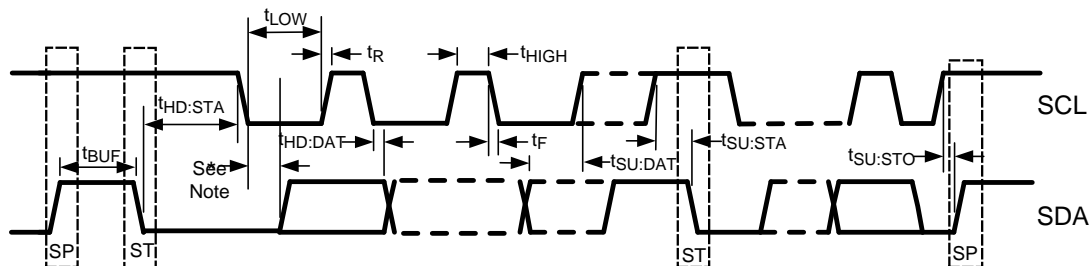 tLOW
tR
tHIGH
SCL
tHD:STA
tHD:DAT
tF
tSU:STA
tBUF
See
*
Note
tSU:DAT
tSU:STO
SDA
SP
ST
ST
SP